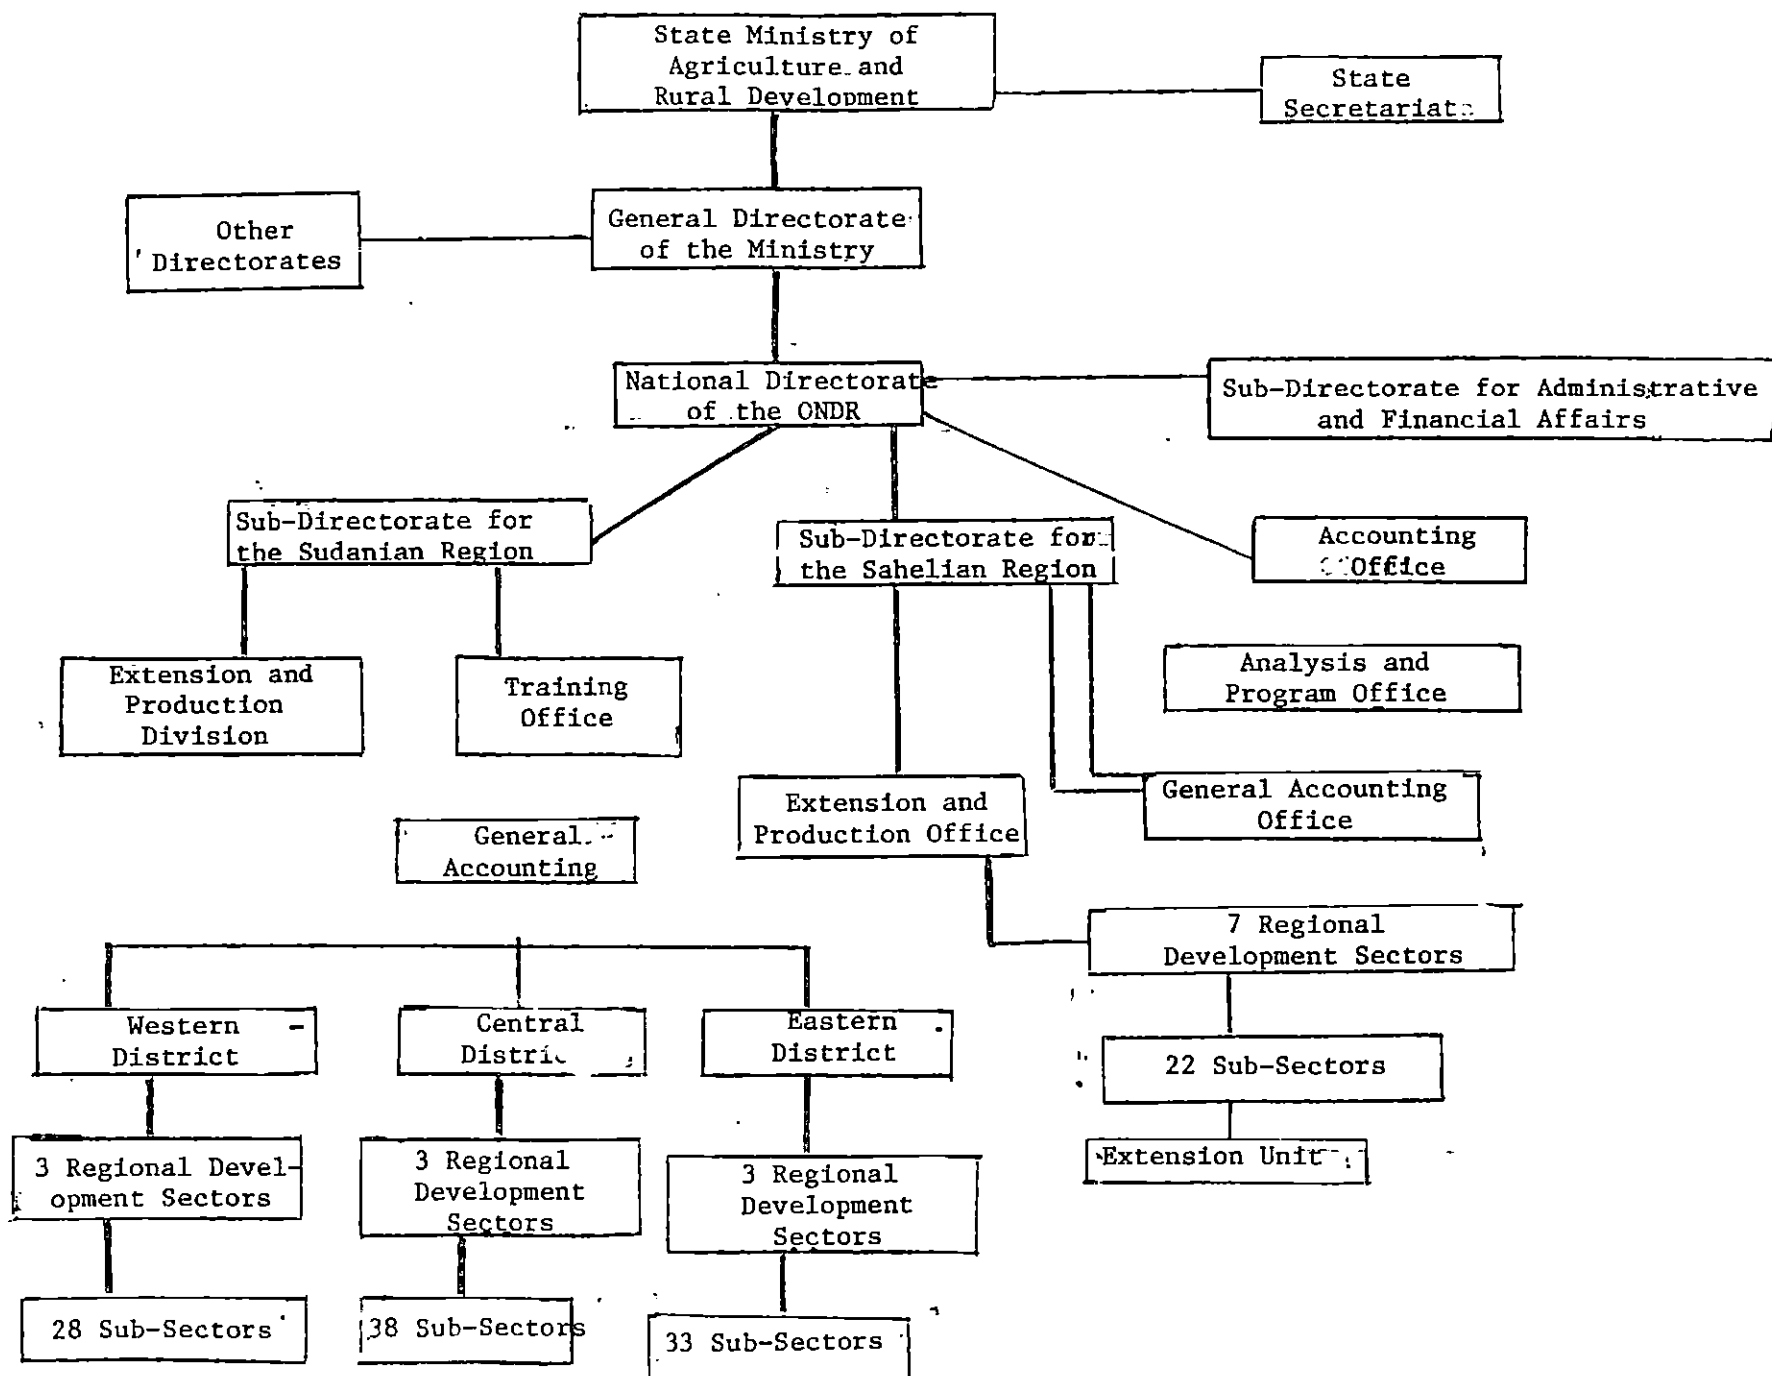 State Ministry of
Agriculture and
Rural Development
State
Secretariat
Other
Directorates
General Directorate
of the Ministry
National Directorate
of the ONDR
Sub-Directorate for Administrative
and Financial Affairs
Sub-Directorate for
the Sudanian Region
Sub-Directorate for
the Sahelian Region
Accounting
Office
Extension and
Production
Division
Training
Office
Analysis and
Program Office
Extension and
Production Office
General Accounting
Office
General
Accounting
7 Regional
Development Sectors
Western
District
Central
Distri
Eastern
District
22 Sub-Sectors
3 Regional Devel-
opment Sectors
3 Regional
Development
Sectors
3 Regional
Development
Sectors
Extension Unit
28 Sub-Sectors
38 Sub-Sectors
33 Sub-Sectors